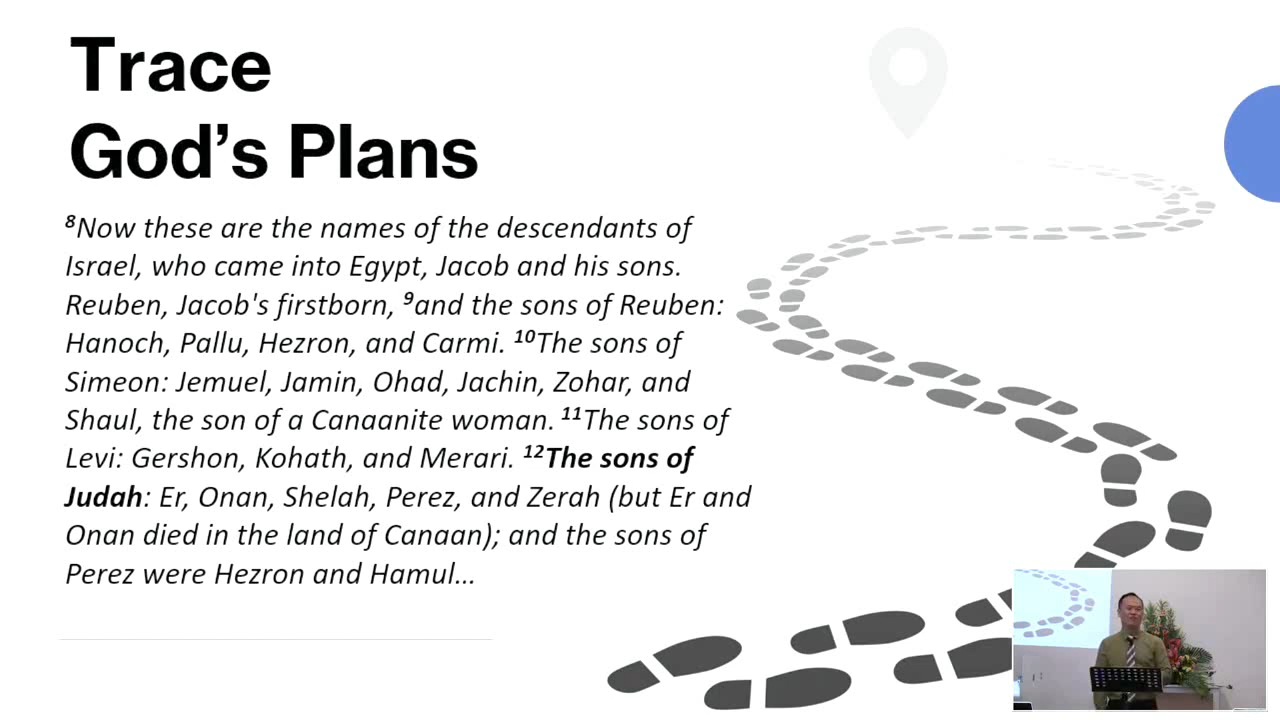 Trace
God’s Plans
⁸Now these are the names of the descendants of
Israel, who came into Egypt, Jacob and his sons.
Reuben, Jacob's firstborn, ⁹and the sons of Reuben:
Hanoch, Pallu, Hezron, and Carmi. ¹⁰The sons of
Simeon: Jemuel, Jamin, Ohad, Jachin, Zohar, and
Shaul, the son of a Canaanite woman. ¹¹The sons of
Levi: Gershon, Kohath, and Merari. ¹²The sons of
Judah: Er, Onan, Shelah, Perez, and Zerah (but Er and
Onan died in the land of Canaan); and the sons of
Perez were Hezron and Hamul…